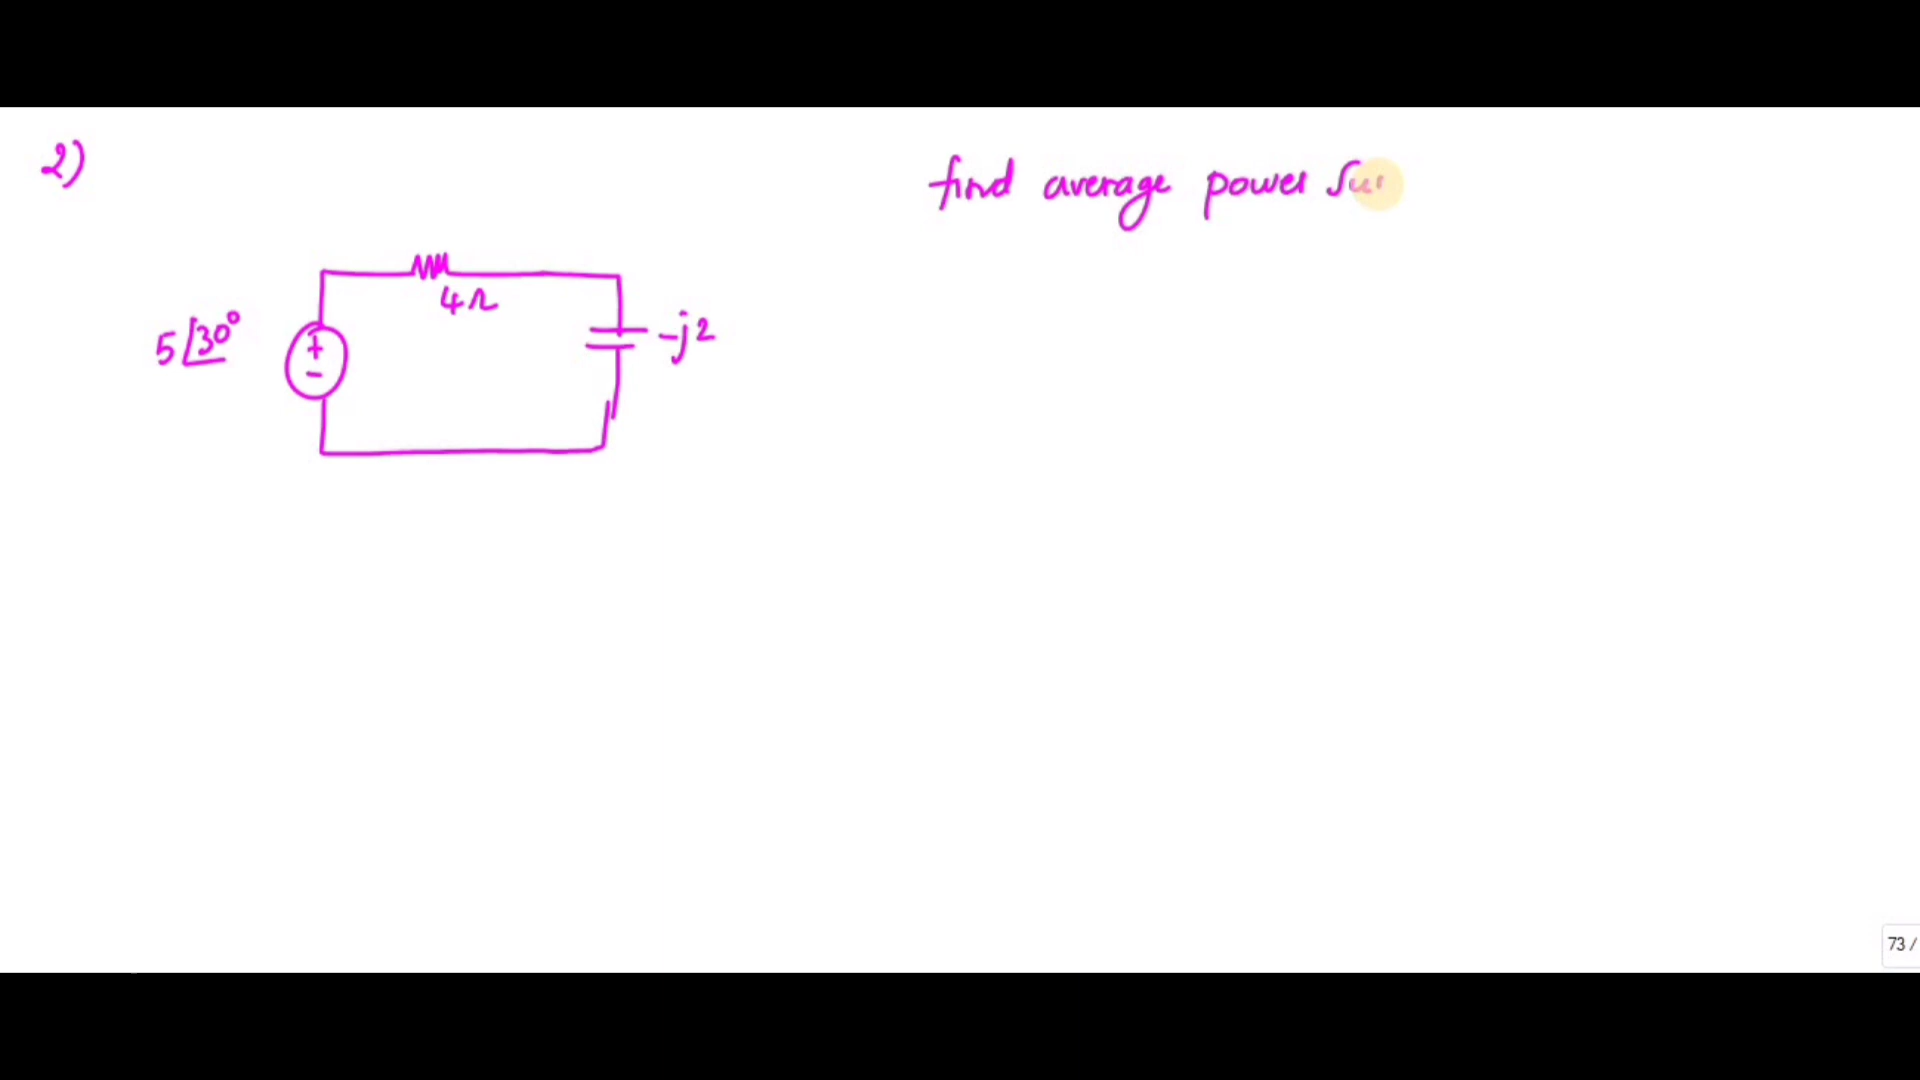 2)
find average power
4Ω
5∠30°
+
-
-j2
73 /